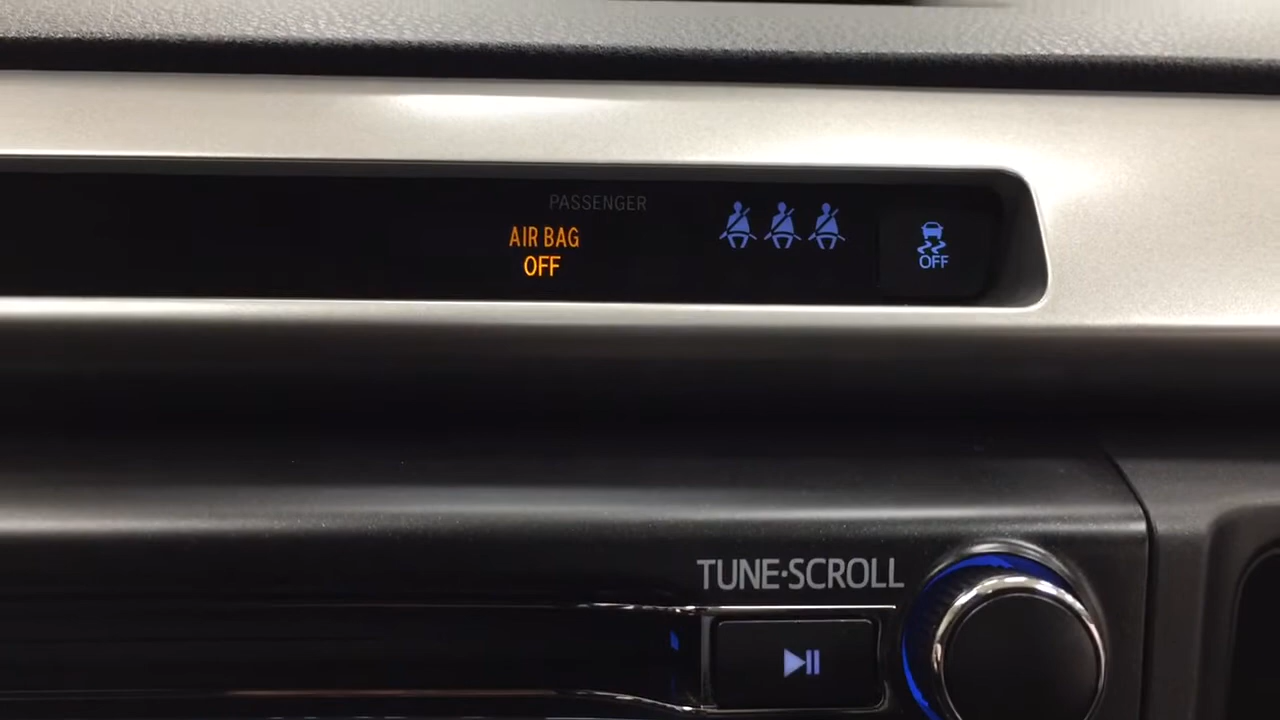 PASSENGER
AIR BAG
OFF
OFF
TUNE·SCROLL